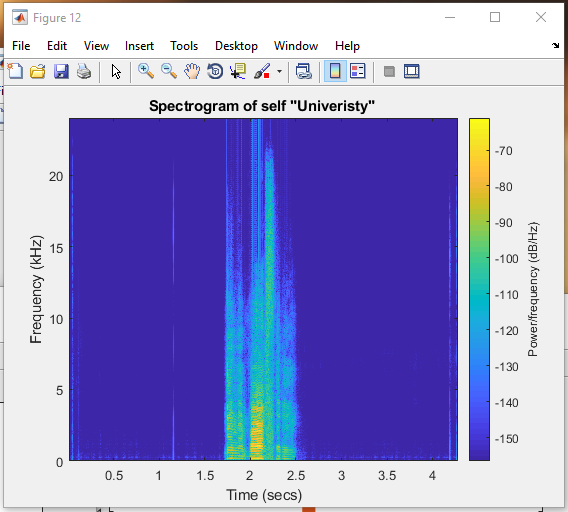 Figure 12
File Edit View Insert Tools Desktop Window Help
Spectrogram of self "Univeristy"
20
15
10
5
0
Frequency (kHz)
0.5 1 1.5 2 2.5 3 3.5 4
Time (secs)
-70
-80
-90
-100
-110
-120
-130
-140
-150
Power/frequency (dB/Hz)